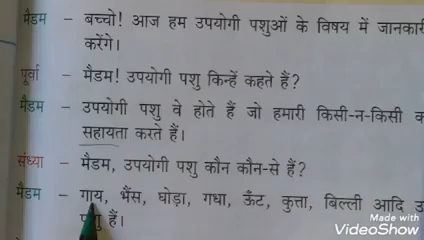 मैडम – बच्चो! आज हम उपयोगी पशुओं के विषय में जानकारी
करेंगे।
पूर्वा – मैडम! उपयोगी पशु किन्हें कहते हैं?
मैडम – उपयोगी पशु वे होते हैं जो हमारी किसी-न-किसी
सहायता करते हैं।
संध्या – मैडम, उपयोगी पशु कौन कौन-से हैं?
मैडम – गाय, भैंस, घोड़ा, गधा, ऊँट, कुत्ता, बिल्ली आदि
हैं।
Made with
VideoShow